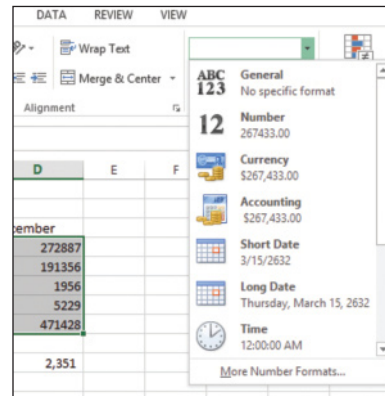 DATA REVIEW VIEW
Wrap Text
Merge & Center
Alignment
ABC
123
General
No specific format
12
Number
267433.00
Currency
$267,433.00
Accounting
$267,433.00
Short Date
3/15/2632
Long Date
Thursday, March 15, 2632
Time
12:00:00 AM
More Number Formats...
D E F
cember
272887
191356
1956
5229
471428
2,351